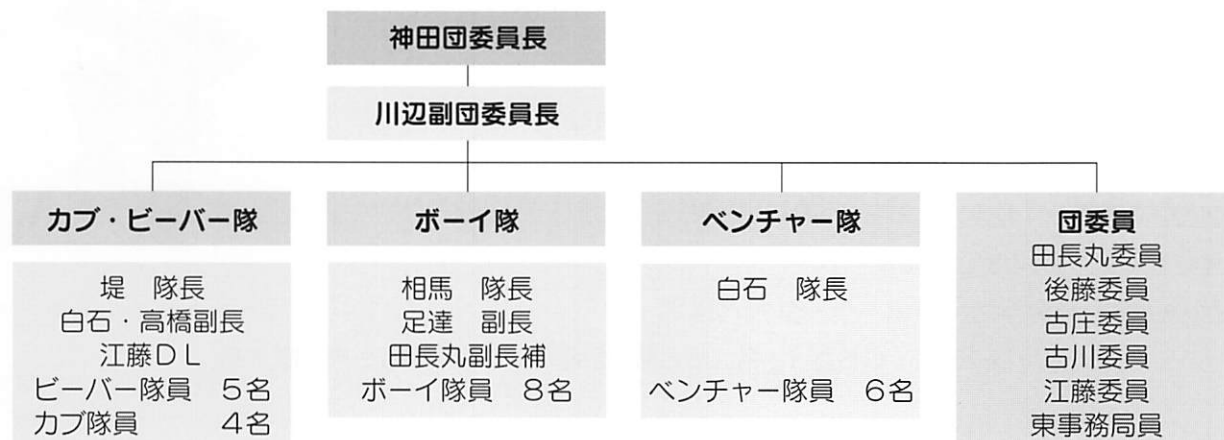 神田団委員長
川辺副団委員長
カブ・ビーバー隊
堤　隊長
白石・高橋副長
江藤ＤＬ
ビーバー隊員　５名
カブ隊員　　　４名
ボーイ隊
相馬　隊長
足達　副長
田長丸副長補
ボーイ隊員　８名
ベンチャー隊
白石　隊長
ベンチャー隊員　６名
団委員
田長丸委員
後藤委員
古庄委員
古川委員
江藤委員
東事務局員